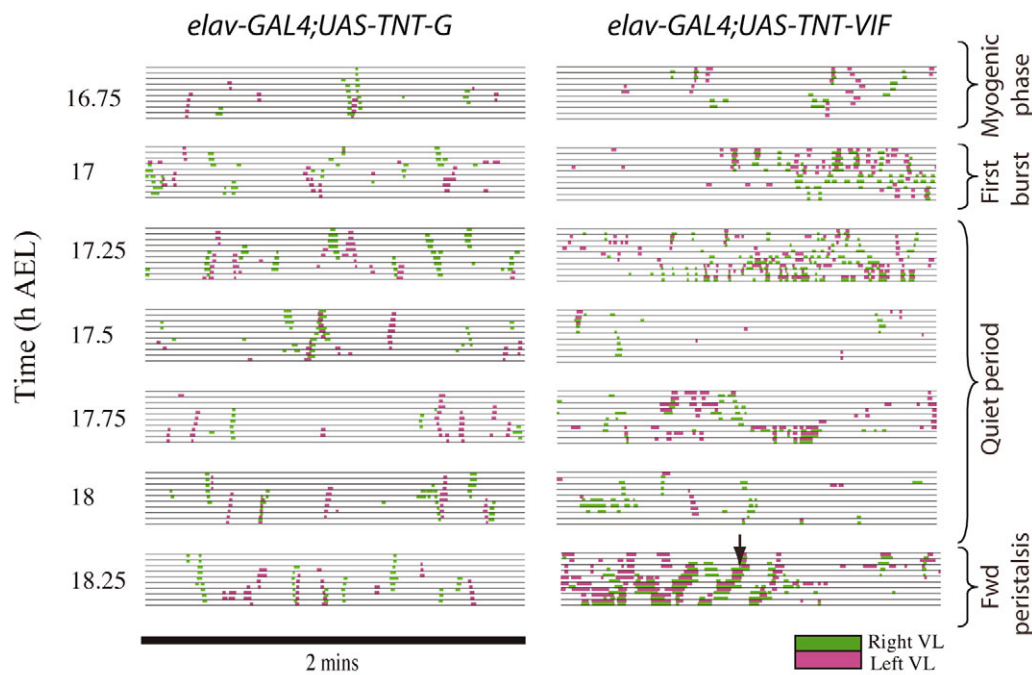 elav-GAL4;UAS-TNT-G
elav-GAL4;UAS-TNT-VIF
Time (h AEL)
16.75
17
17.25
17.5
17.75
18
18.25
Myogenic
phase
First
burst
Quiet period
Fwd
peristalsis
2 mins
Right VL
Left VL